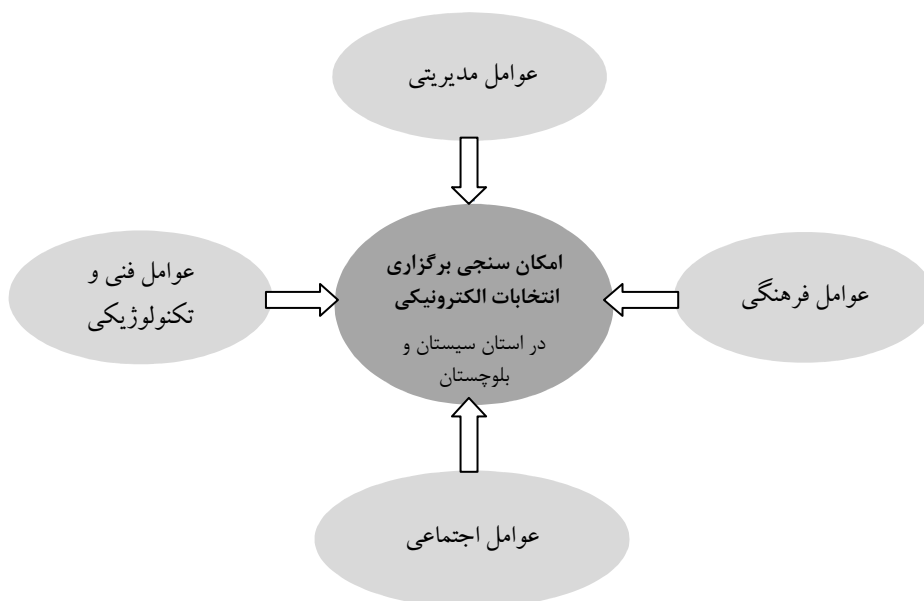 عوامل مدیریتی
عوامل فرهنگی
امکان سنجی برگزاری
انتخابات الکترونیکی
در استان سیستان و
بلوچستان
عوامل فنی و
تکنولوژیکی
عوامل اجتماعی